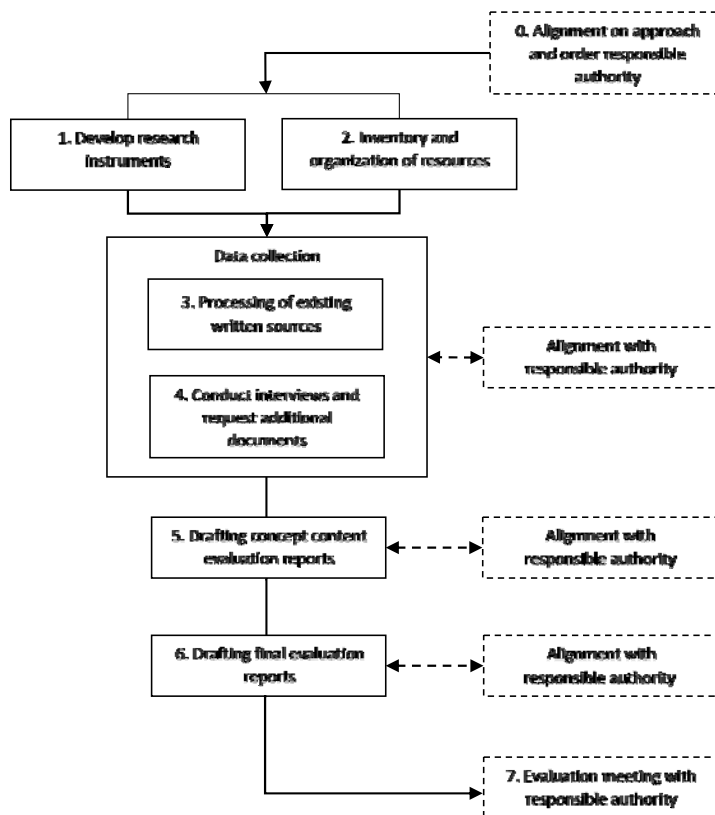 0. Alignment on approach
and order responsible
authority
1. Develop research
instruments
2. Inventory and
organization of resources
Data collection
3. Processing of existing
written sources
Alignment with
responsible authority
4. Conduct interviews and
request additional
documents
5. Drafting concept content
evaluation reports
Alignment with
responsible authority
6. Drafting final evaluation
reports
Alignment with
responsible authority
7. Evaluation meeting with
responsible authority